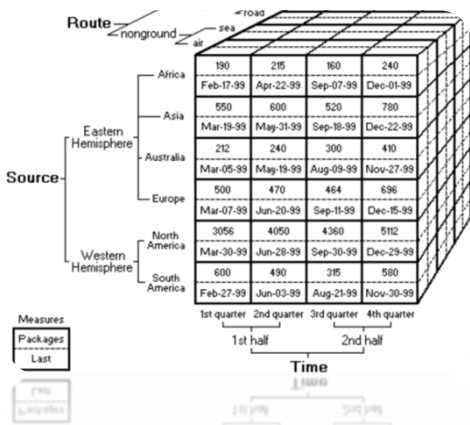 road
Route
sea
nonground
air
190 215 160 240
Africa
Feb-17-99 Apr-22-99 Sep-07-99 Dec-01-99
550 600 520 780
Asia
Mar-19-99 May-31-99 Sep-18-99 Dec-22-99
Eastern
Hemisphere
212 240 300 410
Australia
Mar-05-99 May-19-99 Aug-09-99 Nov-27-99
Source
500 470 464 696
Europe
Mar-07-99 Jun-20-99 Sep-11-99 Dec-15-99
3056 4050 4360 5112
North
America
Mar-30-99 Jun-28-99 Sep-30-99 Dec-29-99
Western
Hemisphere
600 490 315 580
South
America
Feb-27-99 Jun-03-99 Aug-21-99 Nov-30-99
Measures
1st quarter 2nd quarter 3rd quarter 4th quarter
Packages
1st half 2nd half
Last
Time